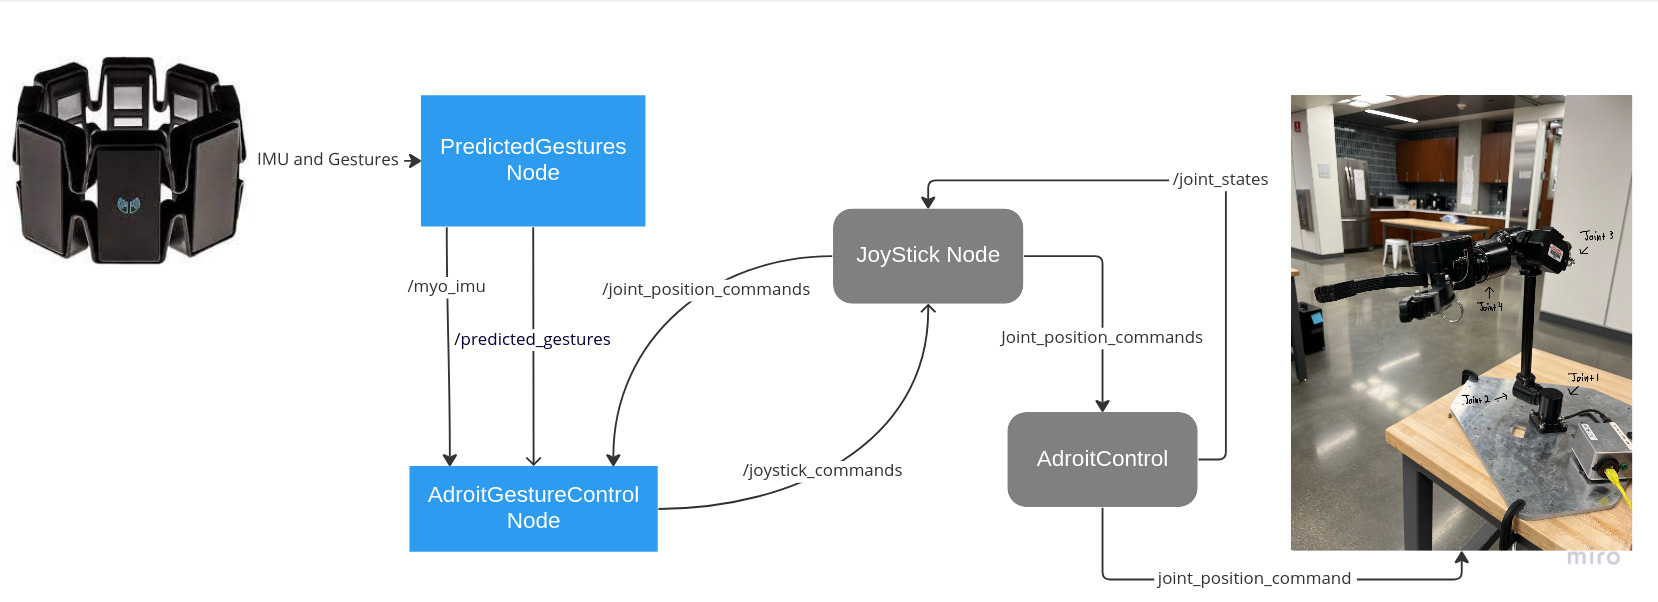 IMU and Gestures
PredictedGestures
Node
/myo_imu
/predicted_gestures
/joint_position_commands
AdroitGestureControl
Node
/joystick_commands
JoyStick Node
/joint_states
Joint_position_commands
AdroitControl
joint_position_command
Joint 3
Joint 4
Joint 1
Joint 2
miro